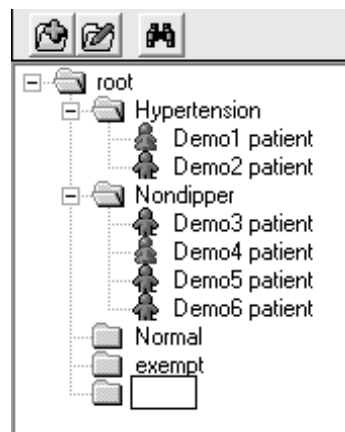 root
Hypertension
Demo1 patient
Demo2 patient
Nondipper
Demo3 patient
Demo4 patient
Demo5 patient
Demo6 patient
Normal
exempt